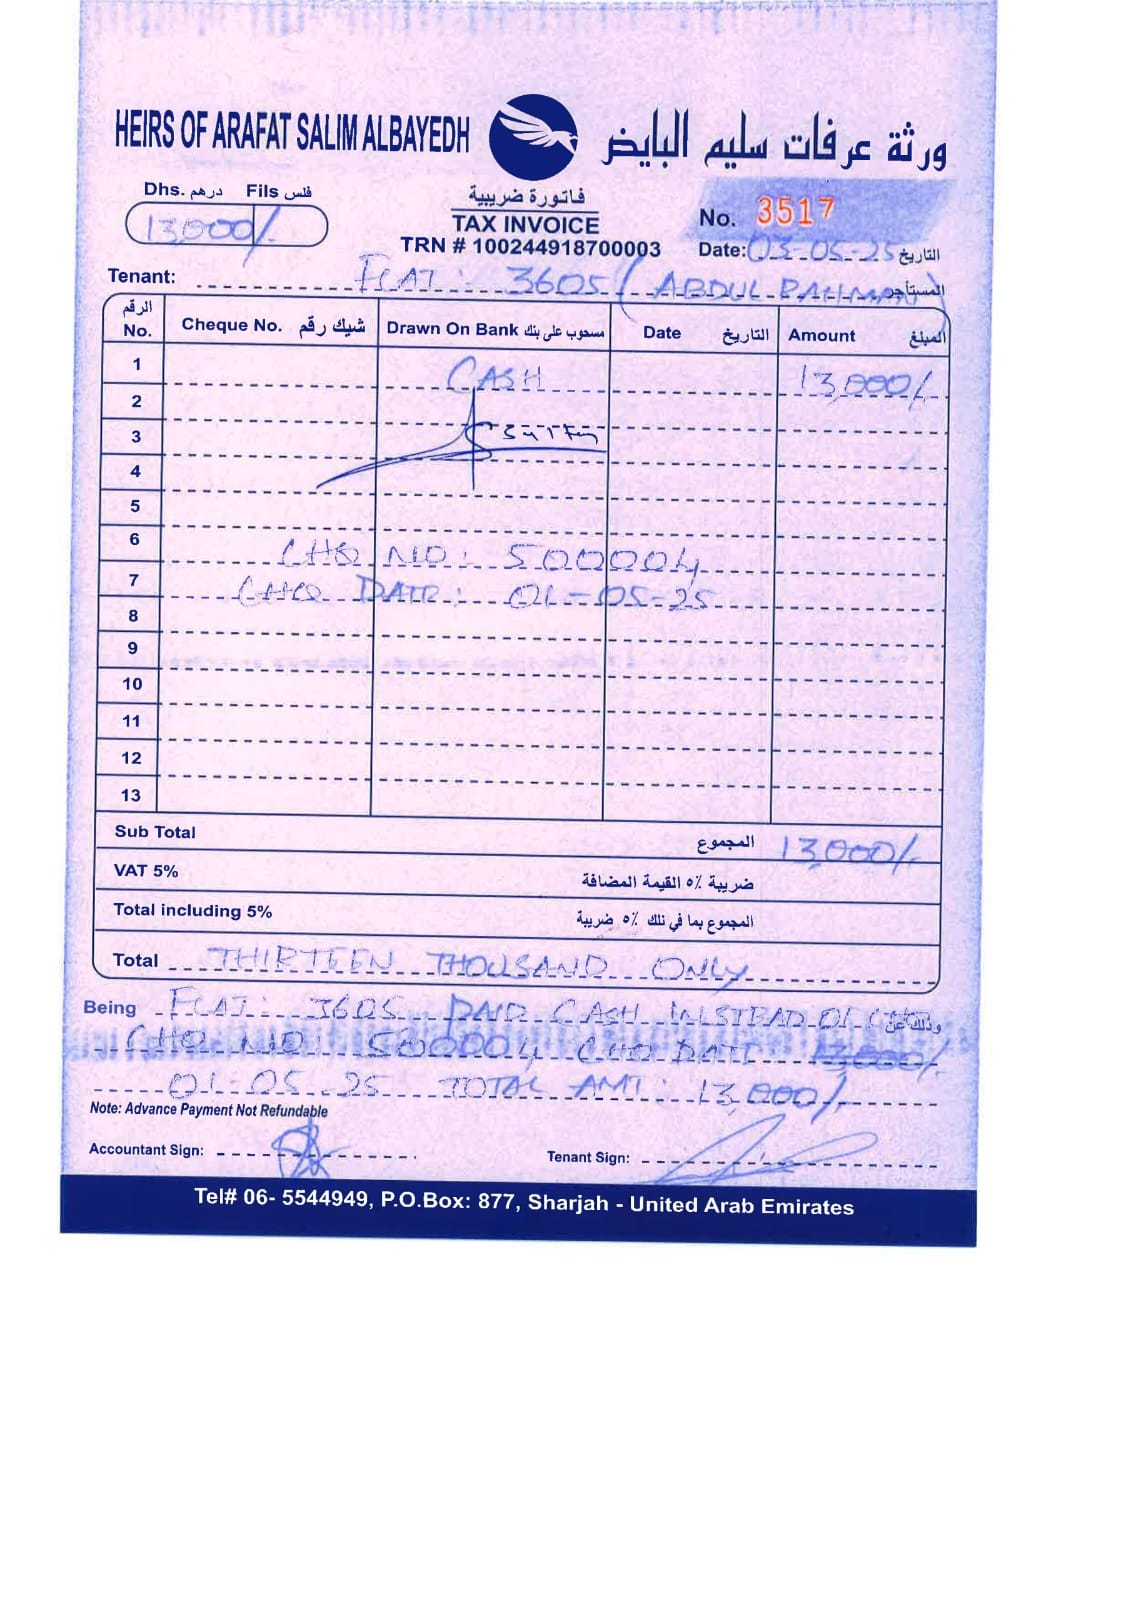 HEIRS OF ARAFAT SALIM ALBAYEDH ورثة عرفات سليم البايض
Dhs. درهم Fils فلس
13000/-
فاتورة ضريبية
TAX INVOICE
TRN # 100244918700003
No. 3517
Date: 03-05-25 التاريخ
Tenant: FLAT: 3605 / ABDUL RAHMAN المستأجر
الرقم No. Cheque No. شيك رقم Drawn On Bank مسحوب على بنك Date التاريخ Amount المبلغ
1 CASH 13,000/-
2
3
4
5
6 CHQ NO: 500004
7 CHQ DATE: 01-05-25
8
9
10
11
12
13
Sub Total المجموع 13,000/-
VAT 5% ضريبة ٥٪ القيمة المضافة
Total including 5% المجموع بما في ذلك ٥٪ ضريبة
Total THIRTEEN THOUSAND ONLY
Being FLAT: 3605 PAID CASH INSTEAD OF CHQ وذلك عن
CHQ NO: 500004 CHQ DATE 13,000/-
01-05-25 TOTAL AMT: 13,000/-
Note: Advance Payment Not Refundable
Accountant Sign:
Tenant Sign:
Tel# 06- 5544949, P.O.Box: 877, Sharjah - United Arab Emirates